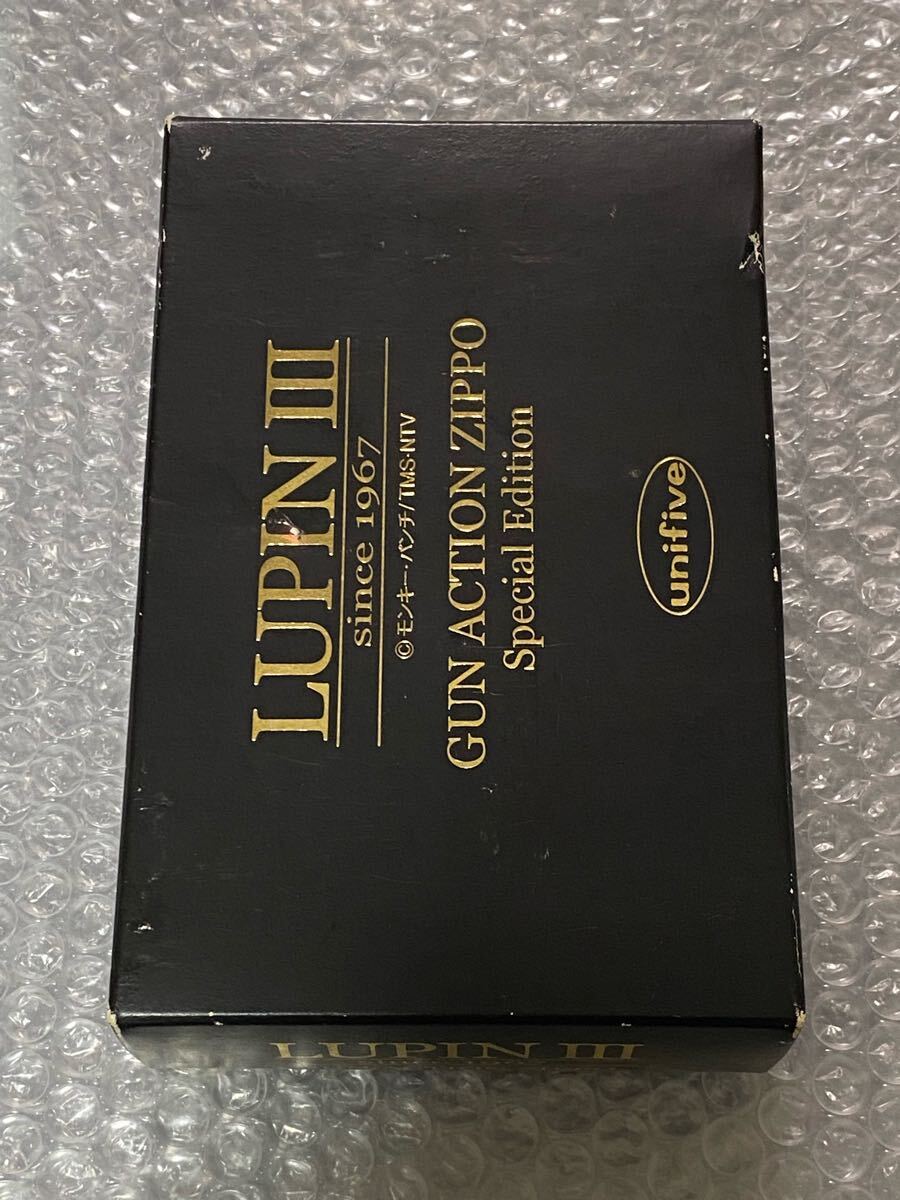 LUPIN III
since 1967
©モンキー・パンチ/TMS・NTV
GUN ACTION ZIPPO
Special Edition
unifive
LUPIN III